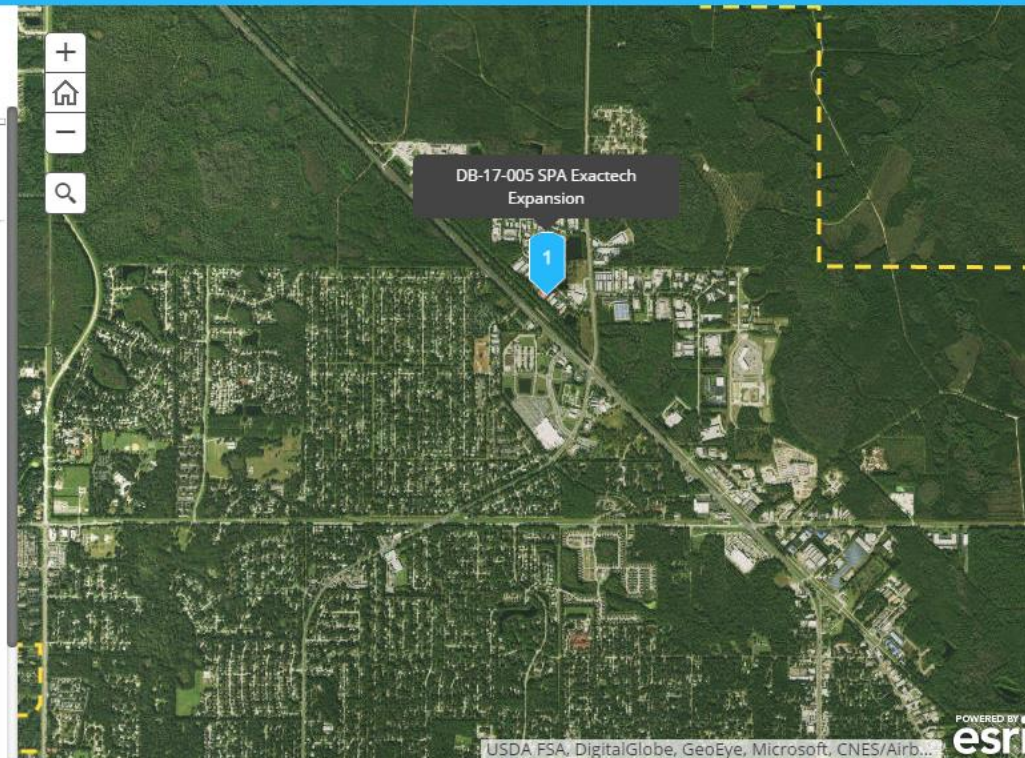 +
−
DB-17-005 SPA Exactech
Expansion
1
POWERED BY
esri
USDA FSA, DigitalGlobe, GeoEye, Microsoft, CNES/Airb...